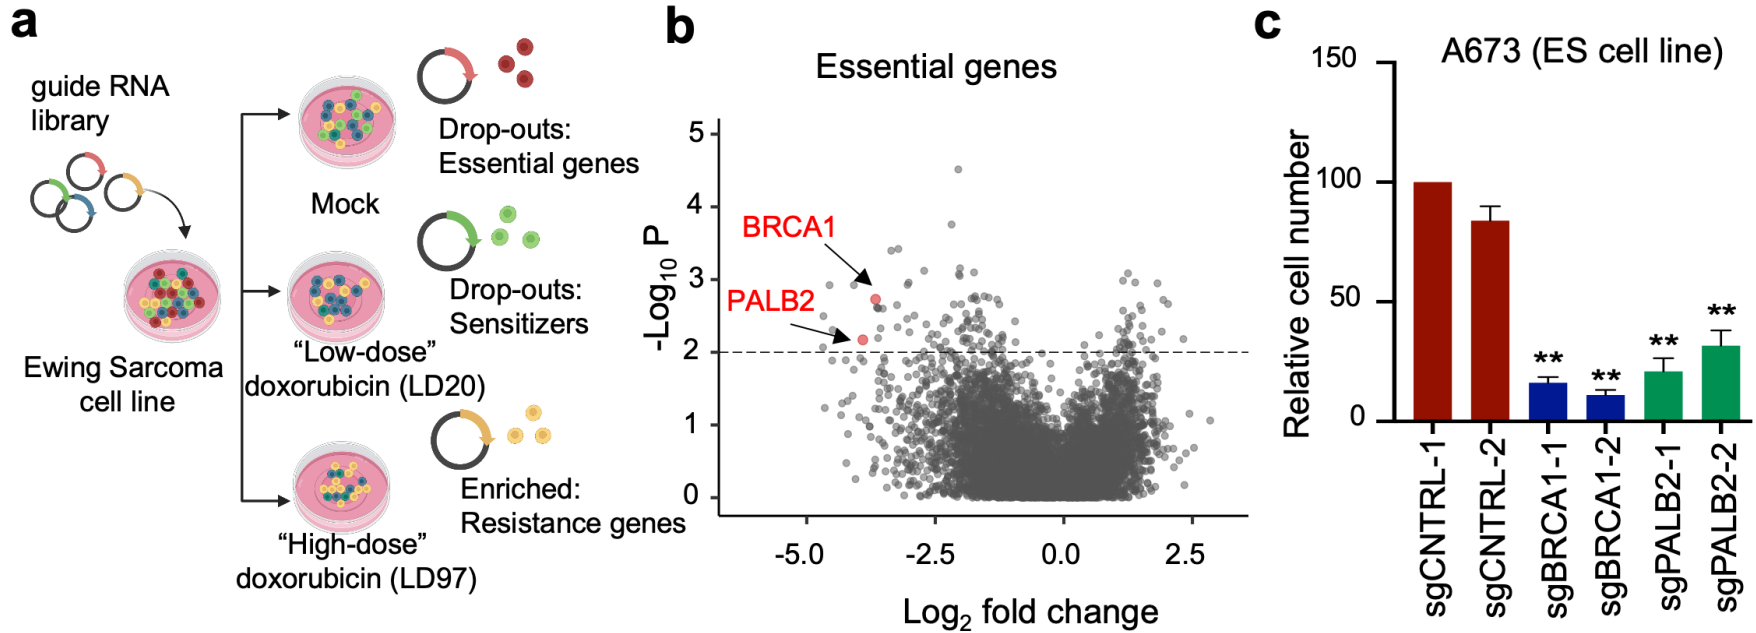 a
guide RNA
library
Ewing Sarcoma
cell line
Mock
Drop-outs:
Essential genes
“Low-dose”
doxorubicin (LD20)
Drop-outs:
Sensitizers
“High-dose”
doxorubicin (LD97)
Enriched:
Resistance genes
b
Essential genes
-Log10 P
5
4
3
2
1
0
BRCA1
PALB2
-5.0 -2.5 0.0 2.5
Log2 fold change
c
A673 (ES cell line)
Relative cell number
150
100
50
0
** ** ** **
sgCNTRL-1
sgCNTRL-2
sgBRCA1-1
sgBRCA1-2
sgPALB2-1
sgPALB2-2